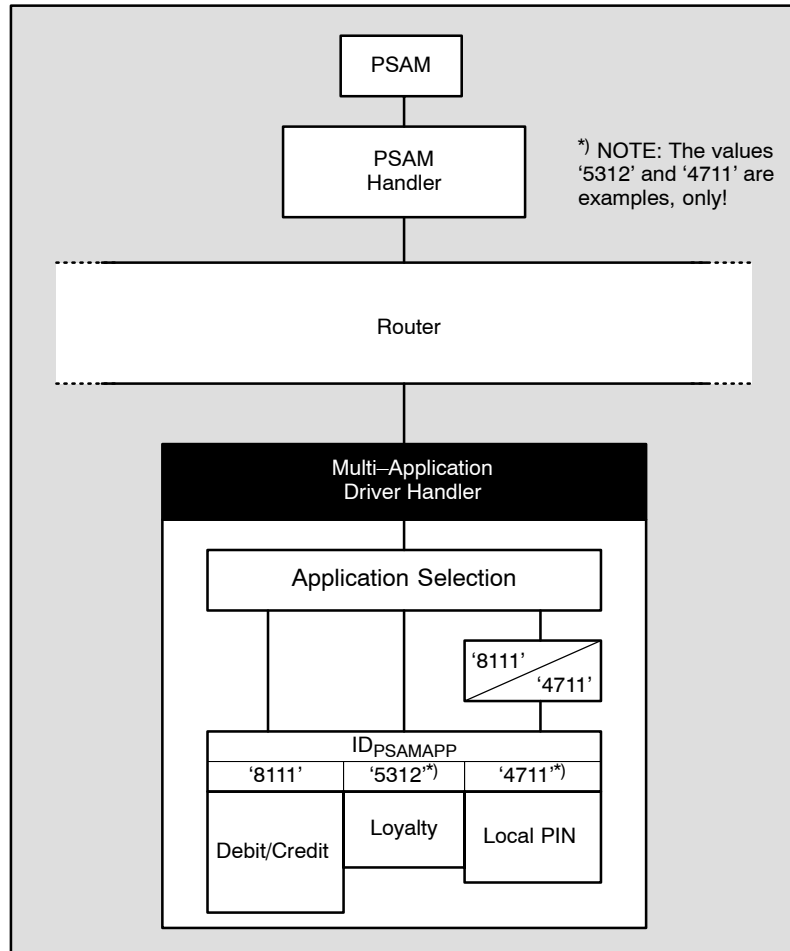 PSAM
PSAM
Handler
*) NOTE: The values
‘5312’ and ‘4711’ are
examples, only!
Router
Multi–Application
Driver Handler
Application Selection
‘8111’
‘4711’
IDPSAMAPP
‘8111’ ‘5312’*) ‘4711’*)
Debit/Credit Loyalty Local PIN